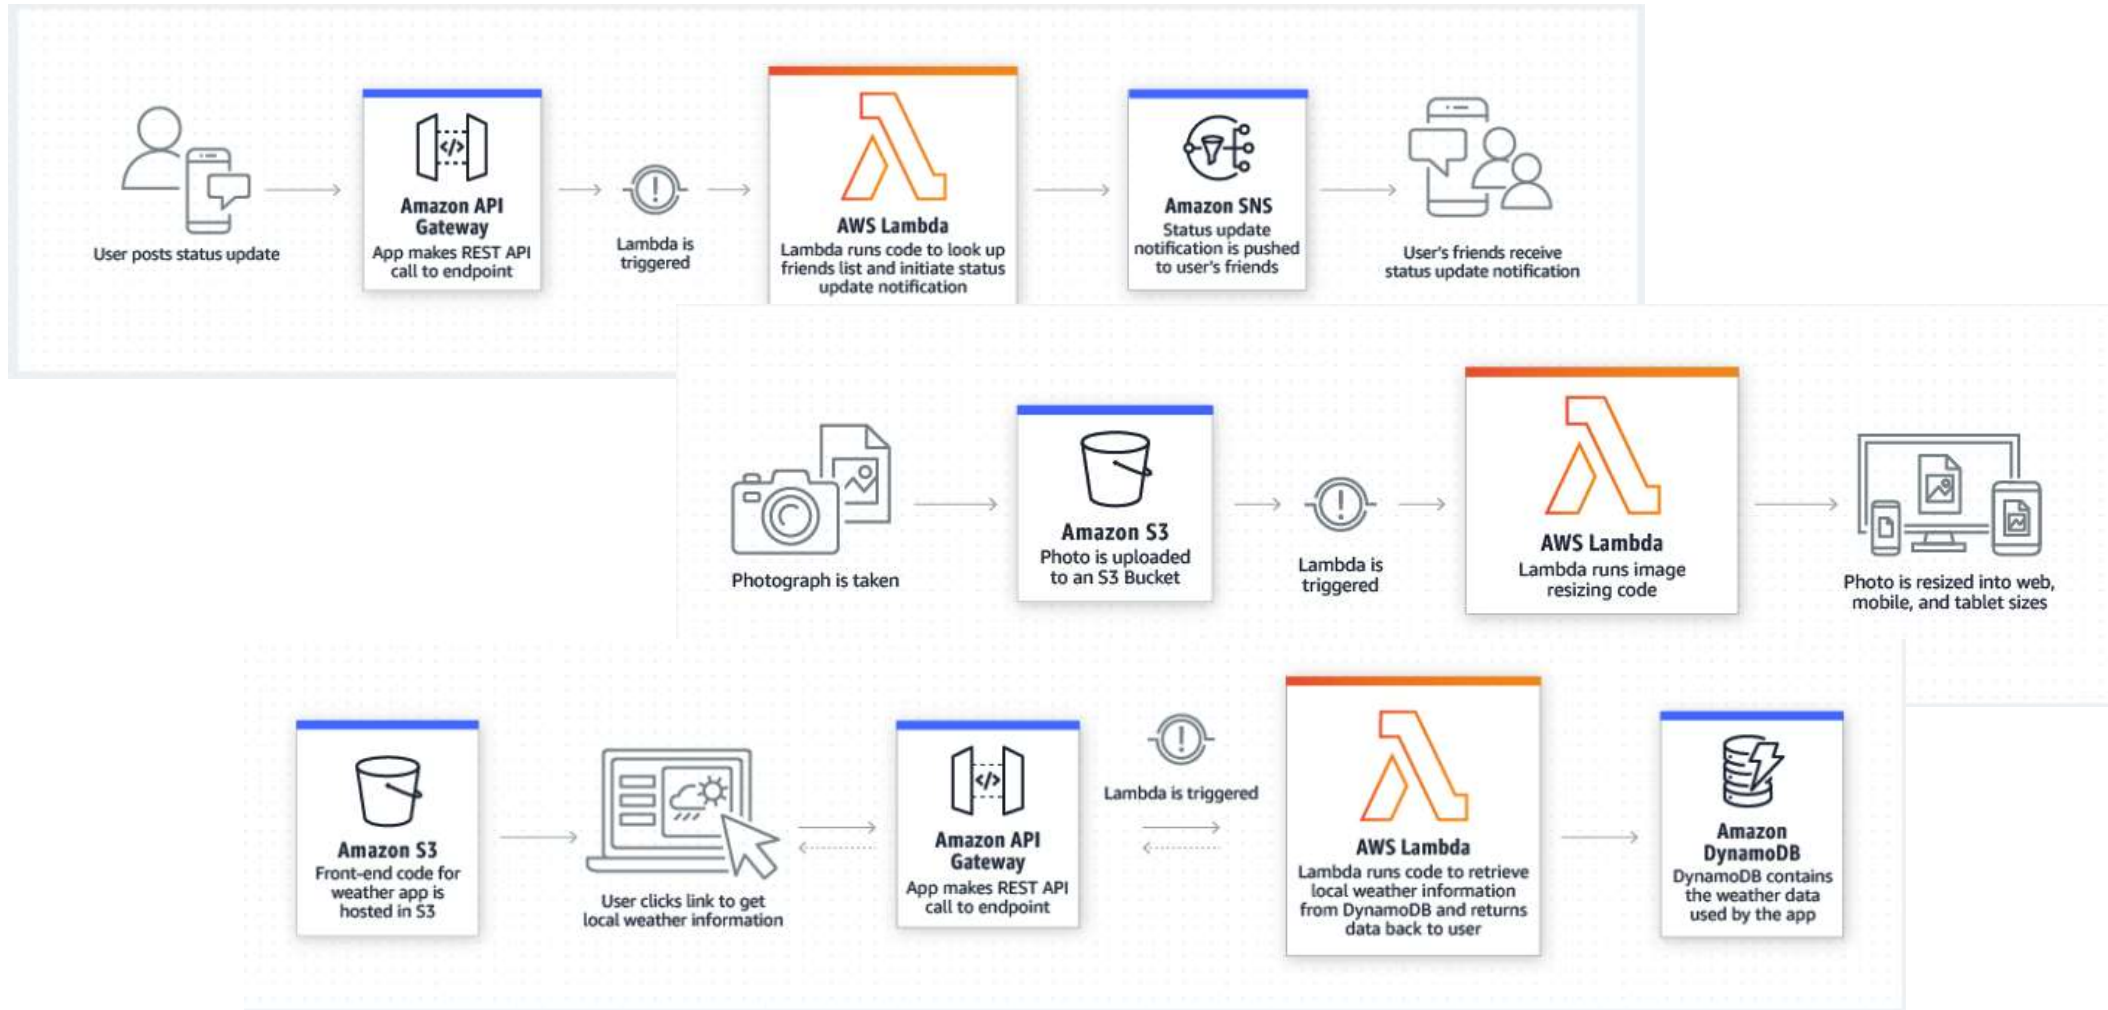 User posts status update
Amazon API
Gateway
App makes REST API
call to endpoint
Lambda is
triggered
AWS Lambda
Lambda runs code to look up
friends list and initiate status
update notification
Amazon SNS
Status update
notification is pushed
to user's friends
User's friends receive
status update notification
Photograph is taken
Amazon S3
Photo is uploaded
to an S3 Bucket
Lambda is
triggered
AWS Lambda
Lambda runs image
resizing code
Photo is resized into web,
mobile, and tablet sizes
Amazon S3
Front-end code for
weather app is
hosted in S3
User clicks link to get
local weather information
Amazon API
Gateway
App makes REST API
call to endpoint
Lambda is triggered
AWS Lambda
Lambda runs code to retrieve
local weather information
from DynamoDB and returns
data back to user
Amazon
DynamoDB
DynamoDB contains
the weather data
used by the app